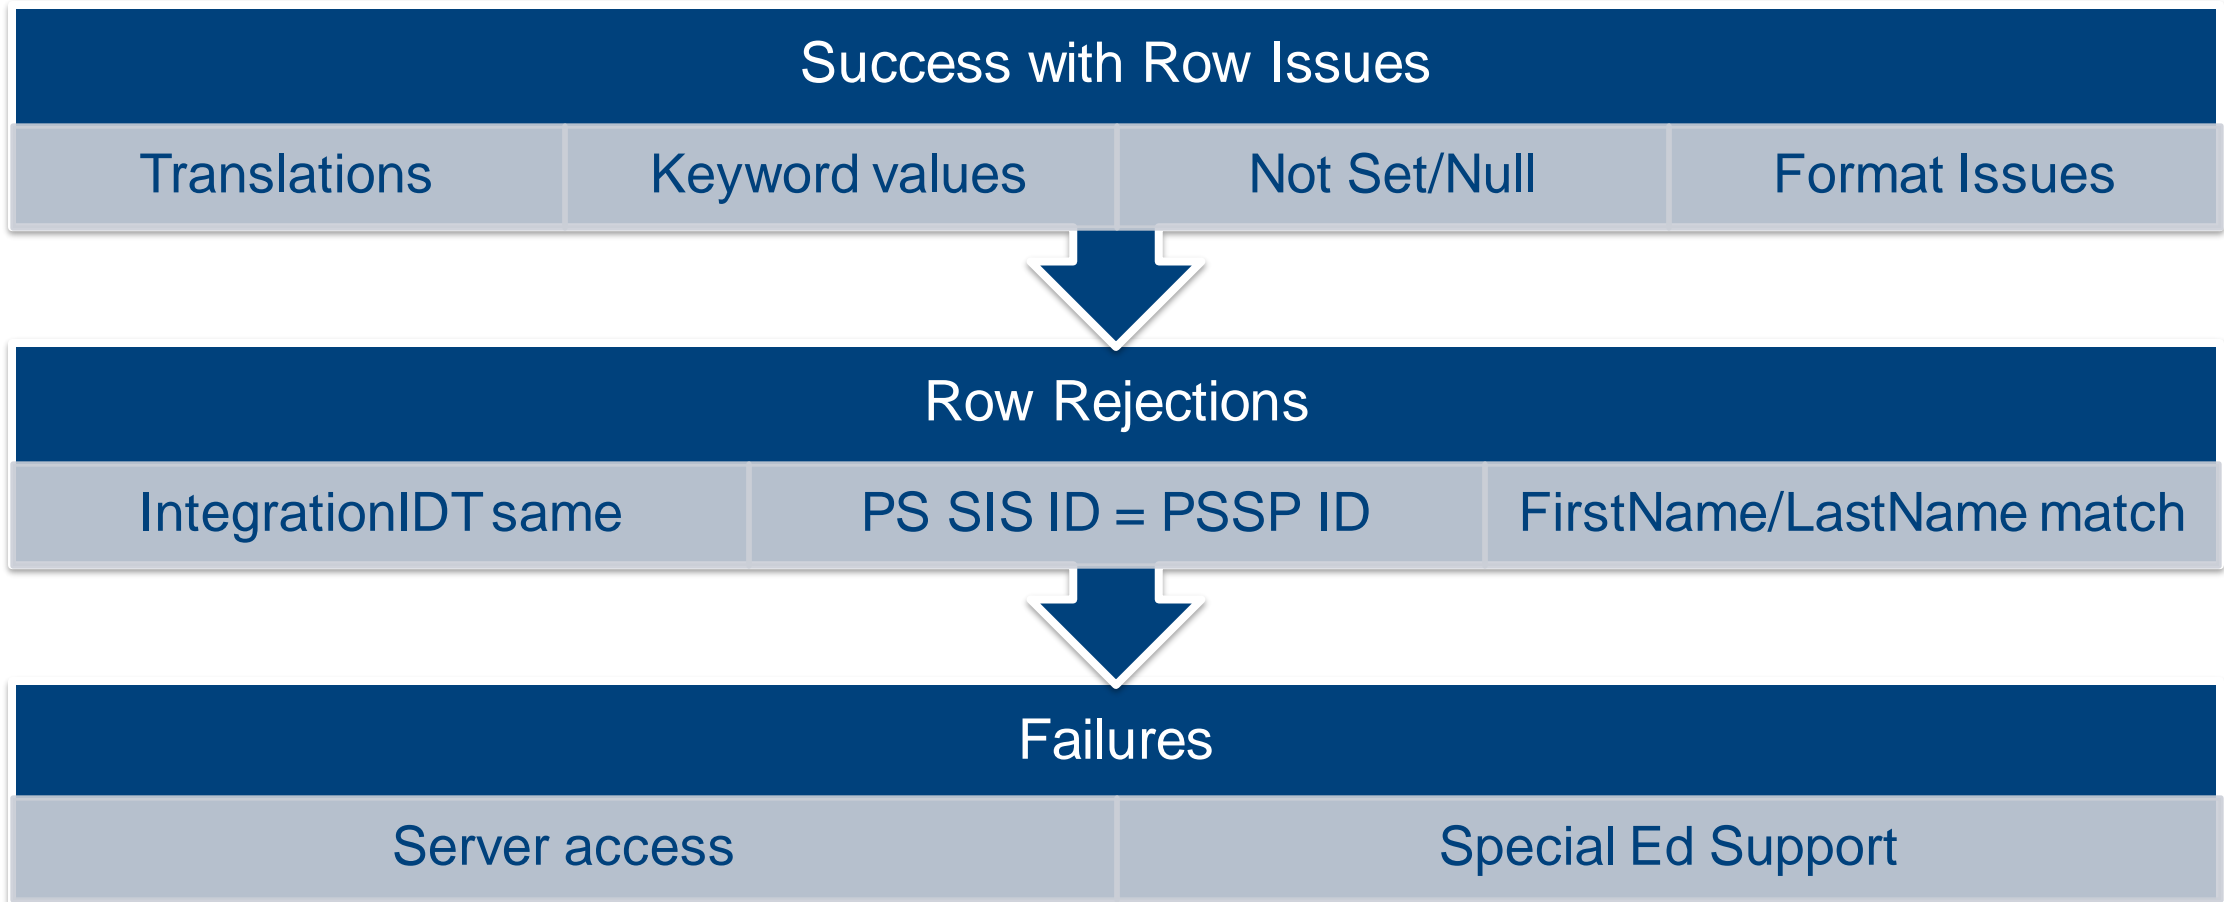 Success with Row Issues
Translations
Keyword values
Not Set/Null
Format Issues
Row Rejections
IntegrationIDT same
PS SIS ID = PSSP ID
FirstName/LastName match
Failures
Server access
Special Ed Support